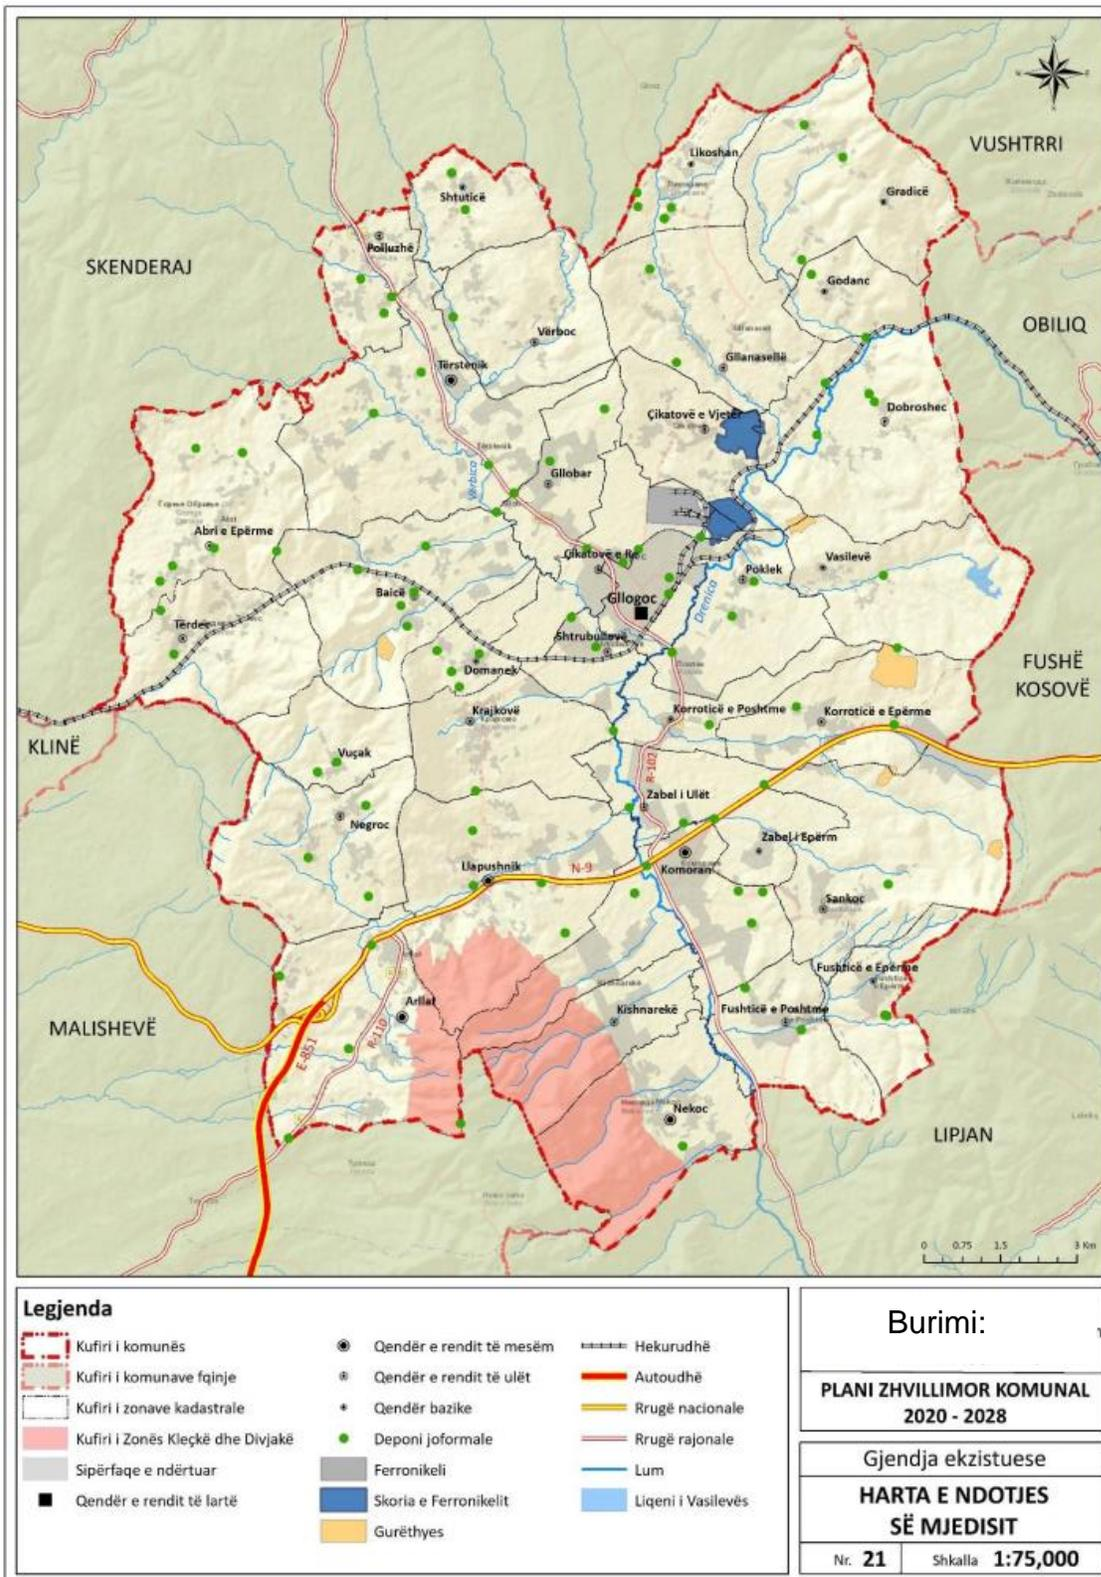 VUSHTRRI
Likoshan
Gradicë
Shtuticë
Polluzhë
SKENDERAJ
Godanc
OBILIQ
Vërboc
Gllanasellë
Tërstenik
Çikatovë e Vjetër
Dobroshec
Vërbica
Gllobar
Abri e Epërme
Çikatovë e Re
Vasilevë
Poklek
Baicë
Gllogoc
Drenica
Tërdec
Shtrubullovë
Domanek
FUSHË
KOSOVË
Krajkovë
Korroticë e Poshtme
Korroticë e Epërme
KLINË
Vuçak
R-102
Zabel i Ulët
Negroc
Zabel i Epërm
Llapushnik
N-9
Komoran
Sankoc
Fushticë e Epërme
Arllat
Kishnarekë
Fushticë e Poshtme
MALISHEVË
E-851
R-110
Nekoc
LIPJAN
0 0.75 1.5 3 Km
Legjenda
Kufiri i komunës
Kufiri i komunave fqinje
Kufiri i zonave kadastrale
Kufiri i Zonës Kleçkë dhe Divjakë
Sipërfaqe e ndërtuar
Qendër e rendit të lartë
Qendër e rendit të mesëm
Qendër e rendit të ulët
Qendër bazike
Deponi joformale
Ferronikeli
Skoria e Ferronikelit
Gurëthyes
Hekurudhë
Autoudhë
Rrugë nacionale
Rrugë rajonale
Lum
Liqeni i Vasilevës
Burimi:
PLANI ZHVILLIMOR KOMUNAL
2020 - 2028
Gjendja ekzistuese
HARTA E NDOTJES
SË MJEDISIT
Nr. 21 Shkalla 1:75,000